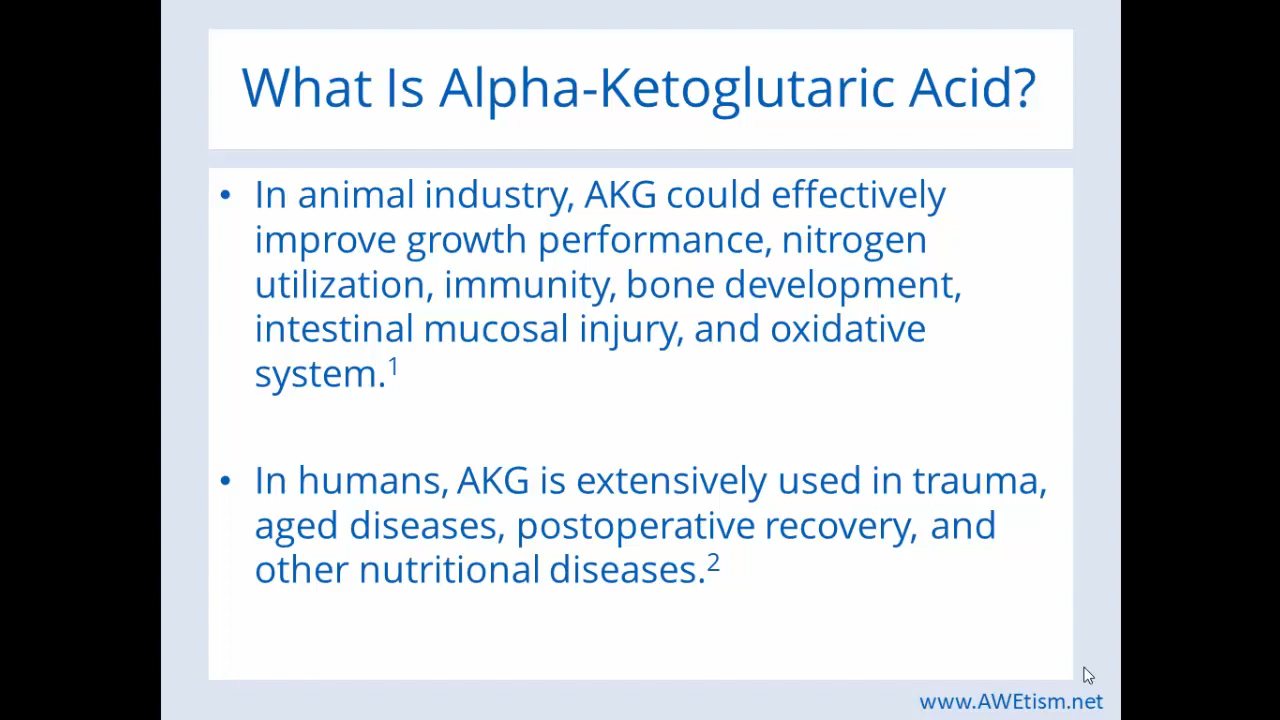 What Is Alpha-Ketoglutaric Acid?
• In animal industry, AKG could effectively
improve growth performance, nitrogen
utilization, immunity, bone development,
intestinal mucosal injury, and oxidative
system.¹
• In humans, AKG is extensively used in trauma,
aged diseases, postoperative recovery, and
other nutritional diseases.²
www.AWEtism.net